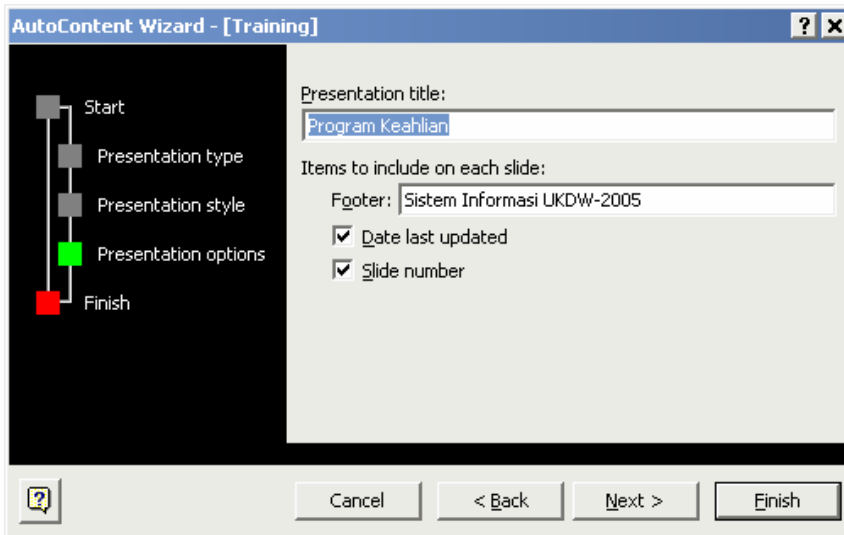 AutoContent Wizard - [Training]
Start
Presentation type
Presentation style
Presentation options
Finish
Presentation title:
Program Keahlian
Items to include on each slide:
Footer: Sistem Informasi UKDW-2005
Date last updated
Slide number
Cancel
< Back
Next >
Finish